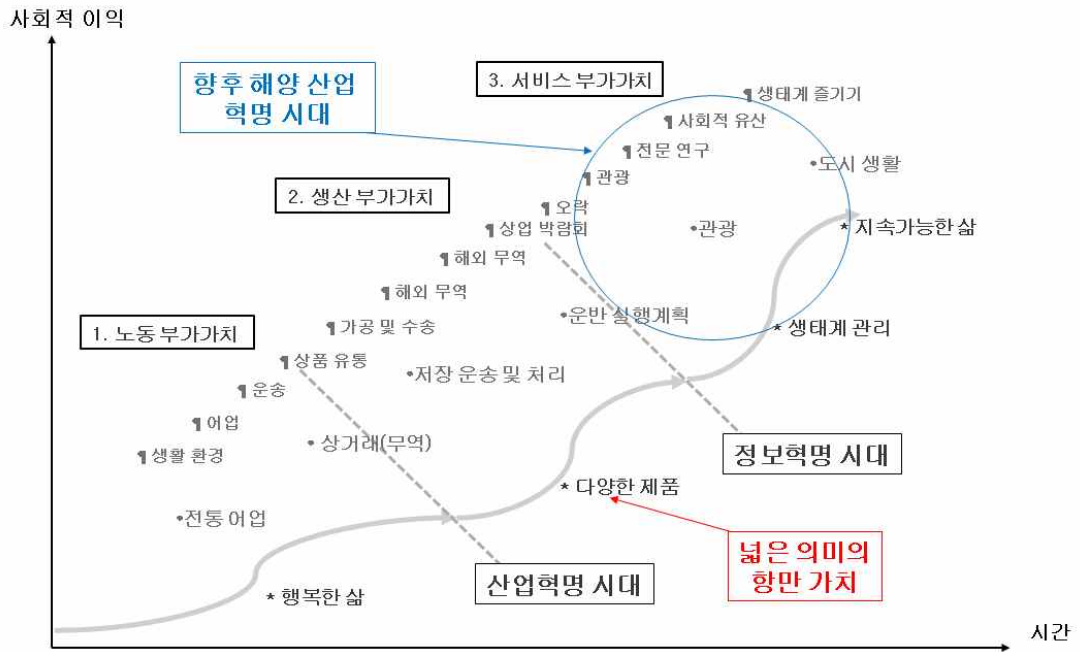 사회적 이익
향후 해양 산업
혁명 시대
3. 서비스 부가가치
¶ 생태계 즐기기
¶ 사회적 유산
¶ 전문 연구
•도시 생활
¶ 관광
2. 생산 부가가치
¶ 오락
¶ 상업 박람회
•관광
* 지속가능한 삶
¶ 해외 무역
¶ 해외 무역
•운반 실행계획
¶ 가공 및 수송
* 생태계 관리
1. 노동 부가가치
¶ 상품 유통
•저장 운송 및 처리
¶ 운송
¶ 어업
• 상거래(무역)
¶ 생활 환경
정보혁명 시대
* 다양한 제품
•전통 어업
넓은 의미의
항만 가치
산업혁명 시대
* 행복한 삶
시간